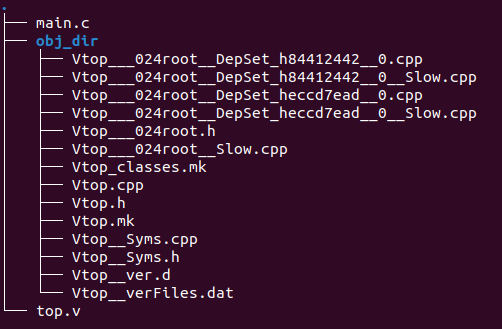 .
├── main.c
├── obj_dir
│   ├── Vtop___024root__DepSet_h84412442__0.cpp
│   ├── Vtop___024root__DepSet_h84412442__0__Slow.cpp
│   ├── Vtop___024root__DepSet_heccd7ead__0.cpp
│   ├── Vtop___024root__DepSet_heccd7ead__0__Slow.cpp
│   ├── Vtop___024root.h
│   ├── Vtop___024root__Slow.cpp
│   ├── Vtop_classes.mk
│   ├── Vtop.cpp
│   ├── Vtop.h
│   ├── Vtop.mk
│   ├── Vtop__Syms.cpp
│   ├── Vtop__Syms.h
│   ├── Vtop__ver.d
│   └── Vtop__verFiles.dat
└── top.v